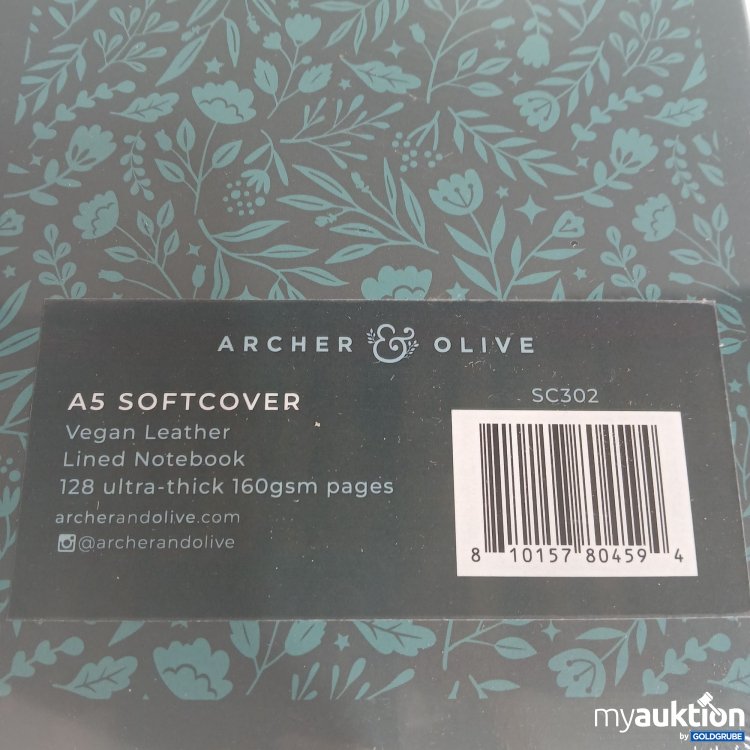 ARCHER & OLIVE
A5 SOFTCOVER
Vegan Leather
Lined Notebook
128 ultra-thick 160gsm pages
archerandolive.com
@archerandolive
SC302
8 10157 80459 4
myauktion
by GOLDGRUBE